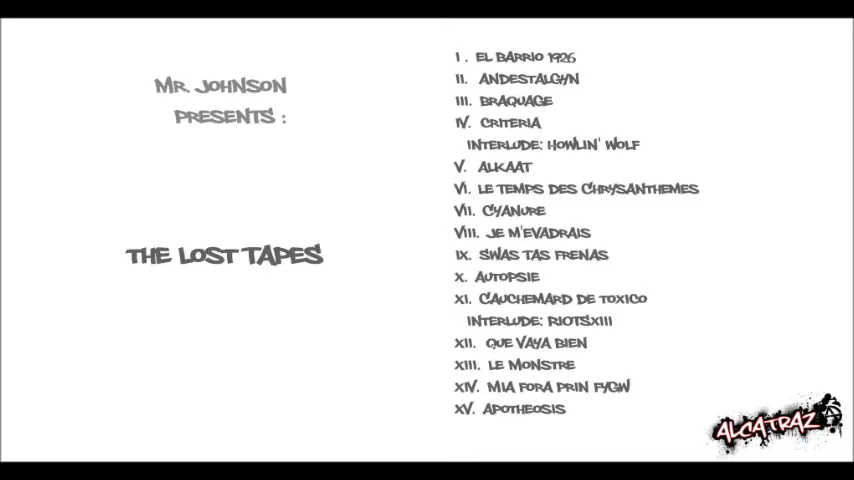 MR. JOHNSON
PRESENTS :
THE LOST TAPES
I . EL BARRIO 1926
II. ANDESTALGYN
III. BRAQUAGE
IV. CRITERIA
INTERLUDE: HOWLIN' WOLF
V. ALKAAT
VI. LE TEMPS DES CHRYSANTHEMES
VII. CYANURE
VIII. JE M'EVADRAIS
IX. SWAS TAS FRENAS
X. AUTOPSIE
XI. CAUCHEMARD DE TOXICO
INTERLUDE: RIOTSXIII
XII. QUE VAYA BIEN
XIII. LE MONSTRE
XIV. MIA FORA PRIN FYGW
XV. APOTHEOSIS
ALCATRAZ